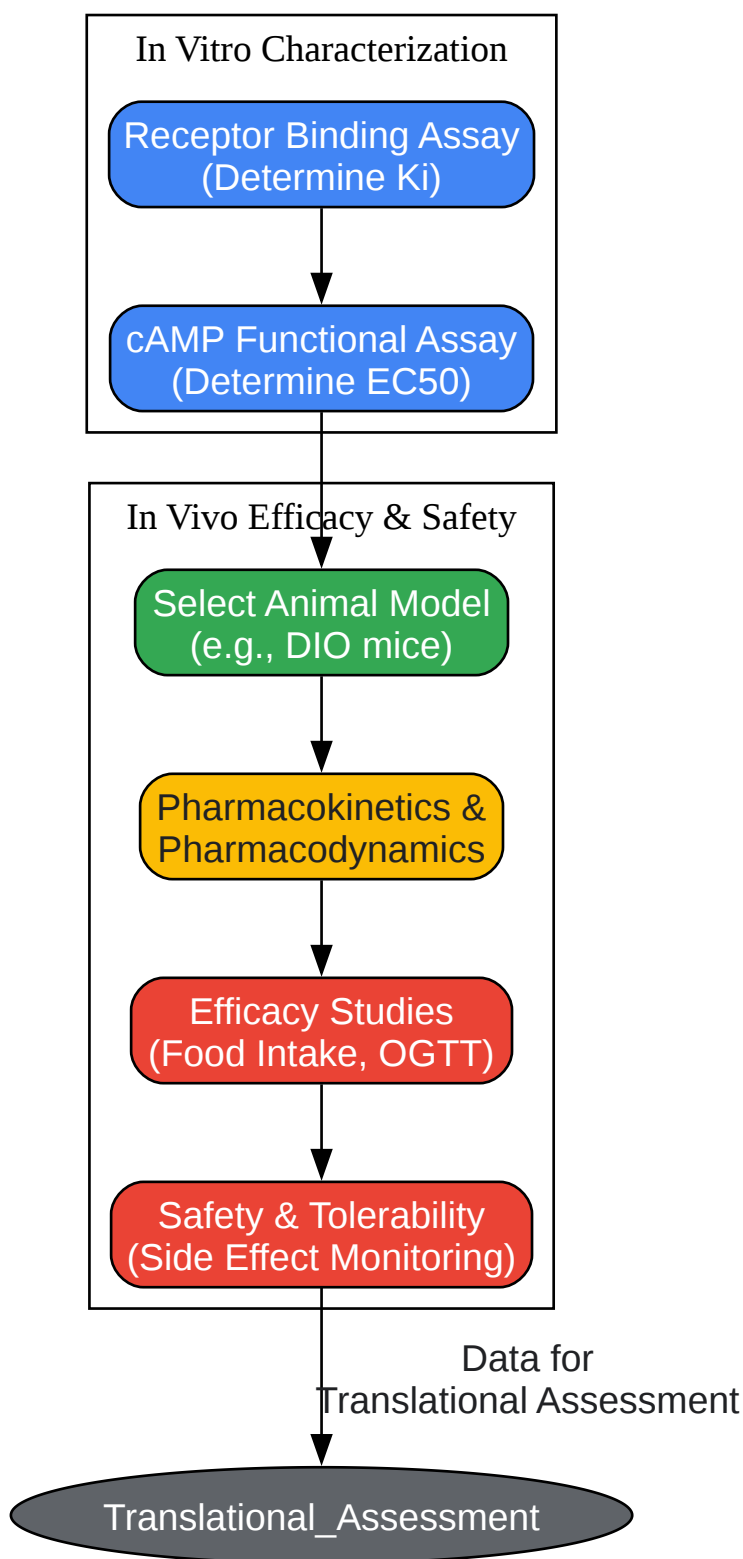 In Vitro Characterization
Receptor Binding Assay
(Determine Ki)
cAMP Functional Assay
(Determine EC50)
In Vivo Efficacy & Safety
Select Animal Model
(e.g., DIO mice)
Pharmacokinetics &
Pharmacodynamics
Efficacy Studies
(Food Intake, OGTT)
Safety & Tolerability
(Side Effect Monitoring)
Data for
Translational Assessment
Translational_Assessment